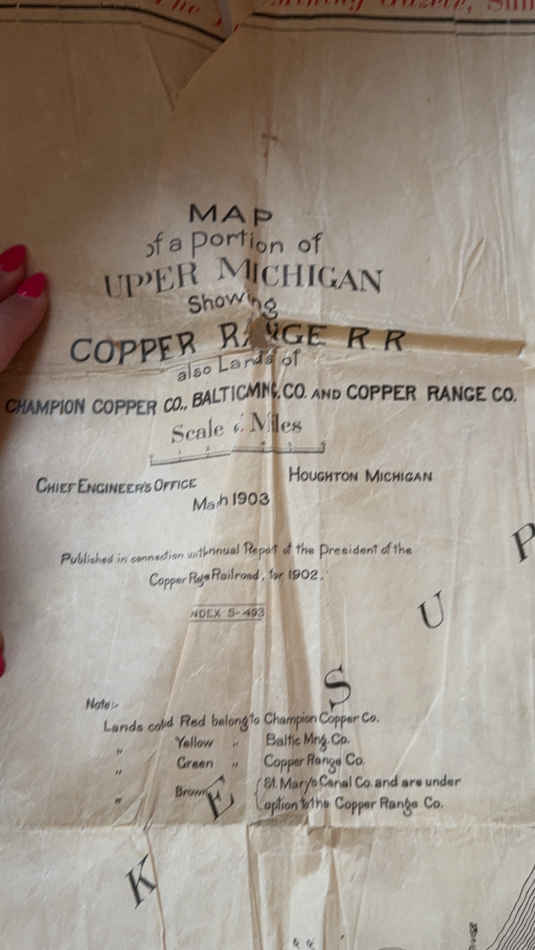 The
Mining Gazette,
MAP
of a portion of
UPPER MICHIGAN
Showing
COPPER RANGE R.R
also Lands of
CHAMPION COPPER CO., BALTIC MNG. CO. AND COPPER RANGE CO.
Scale of Miles
CHIEF ENGINEER'S OFFICE
HOUGHTON MICHIGAN
March 1903
Published in connection with Annual Report of the President of the
Copper Range Railroad, for 1902.
INDEX S-493
P
U
S
E
K
Note:-
Lands colored Red belong to Champion Copper Co.
" Yellow " Baltic Mng. Co.
" Green " Copper Range Co.
" Brown St. Mary's Canal Co. and are under
option to the Copper Range Co.